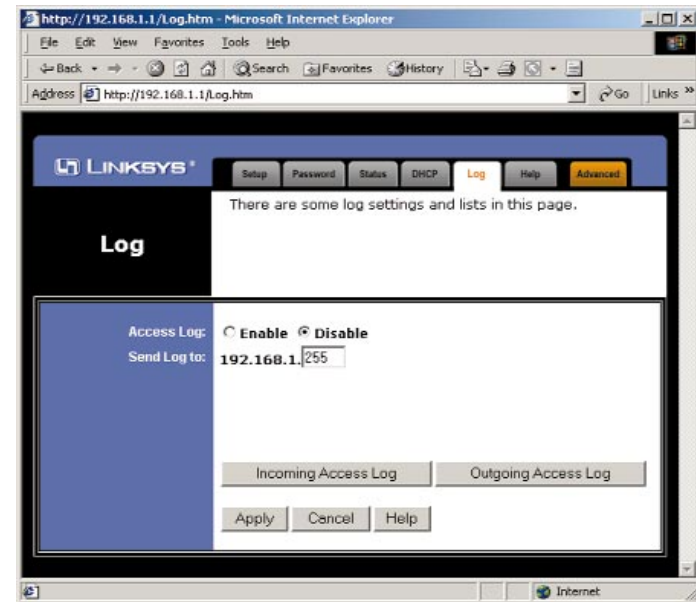 http://192.168.1.1/Log.htm - Microsoft Internet Explorer
File Edit View Favorites Tools Help
Back Search Favorites History
Address http://192.168.1.1/Log.htm Go Links »
LINKSYS®
Setup Password Status DHCP Log Help Advanced
Log
There are some log settings and lists in this page.
Access Log: Enable Disable
Send Log to: 192.168.1.255
Incoming Access Log Outgoing Access Log
Apply Cancel Help
Internet